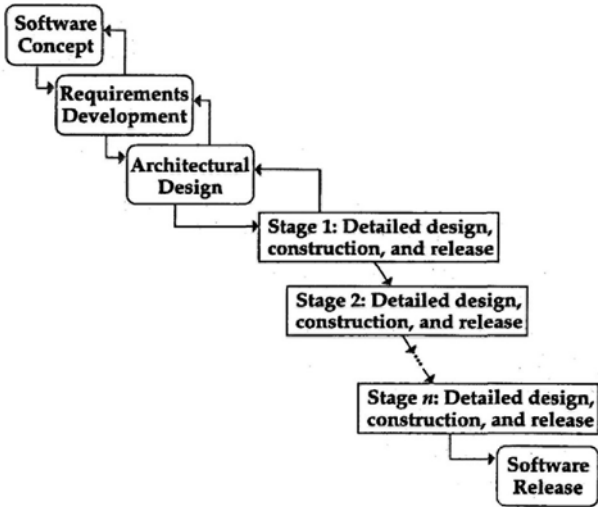 Software
Concept
Requirements
Development
Architectural
Design
Stage 1: Detailed design,
construction, and release
Stage 2: Detailed design,
construction, and release
Stage n: Detailed design,
construction, and release
Software
Release